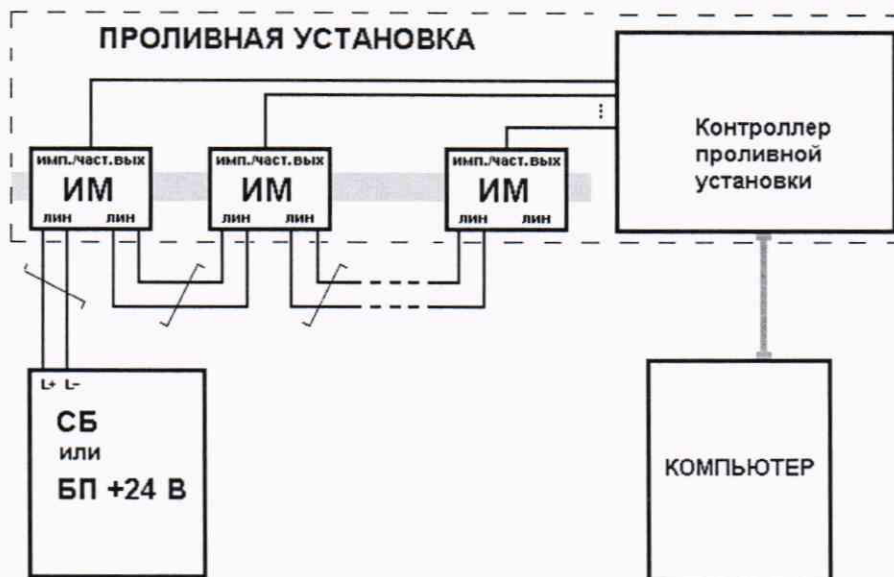 ПРОЛИВНАЯ УСТАНОВКА
Контроллер
проливной
установки
имп./част.вых
ИМ
лин лин
имп./част.вых
ИМ
лин лин
имп./част.вых
ИМ
лин лин
L+ L–
СБ
или
БП +24 В
КОМПЬЮТЕР